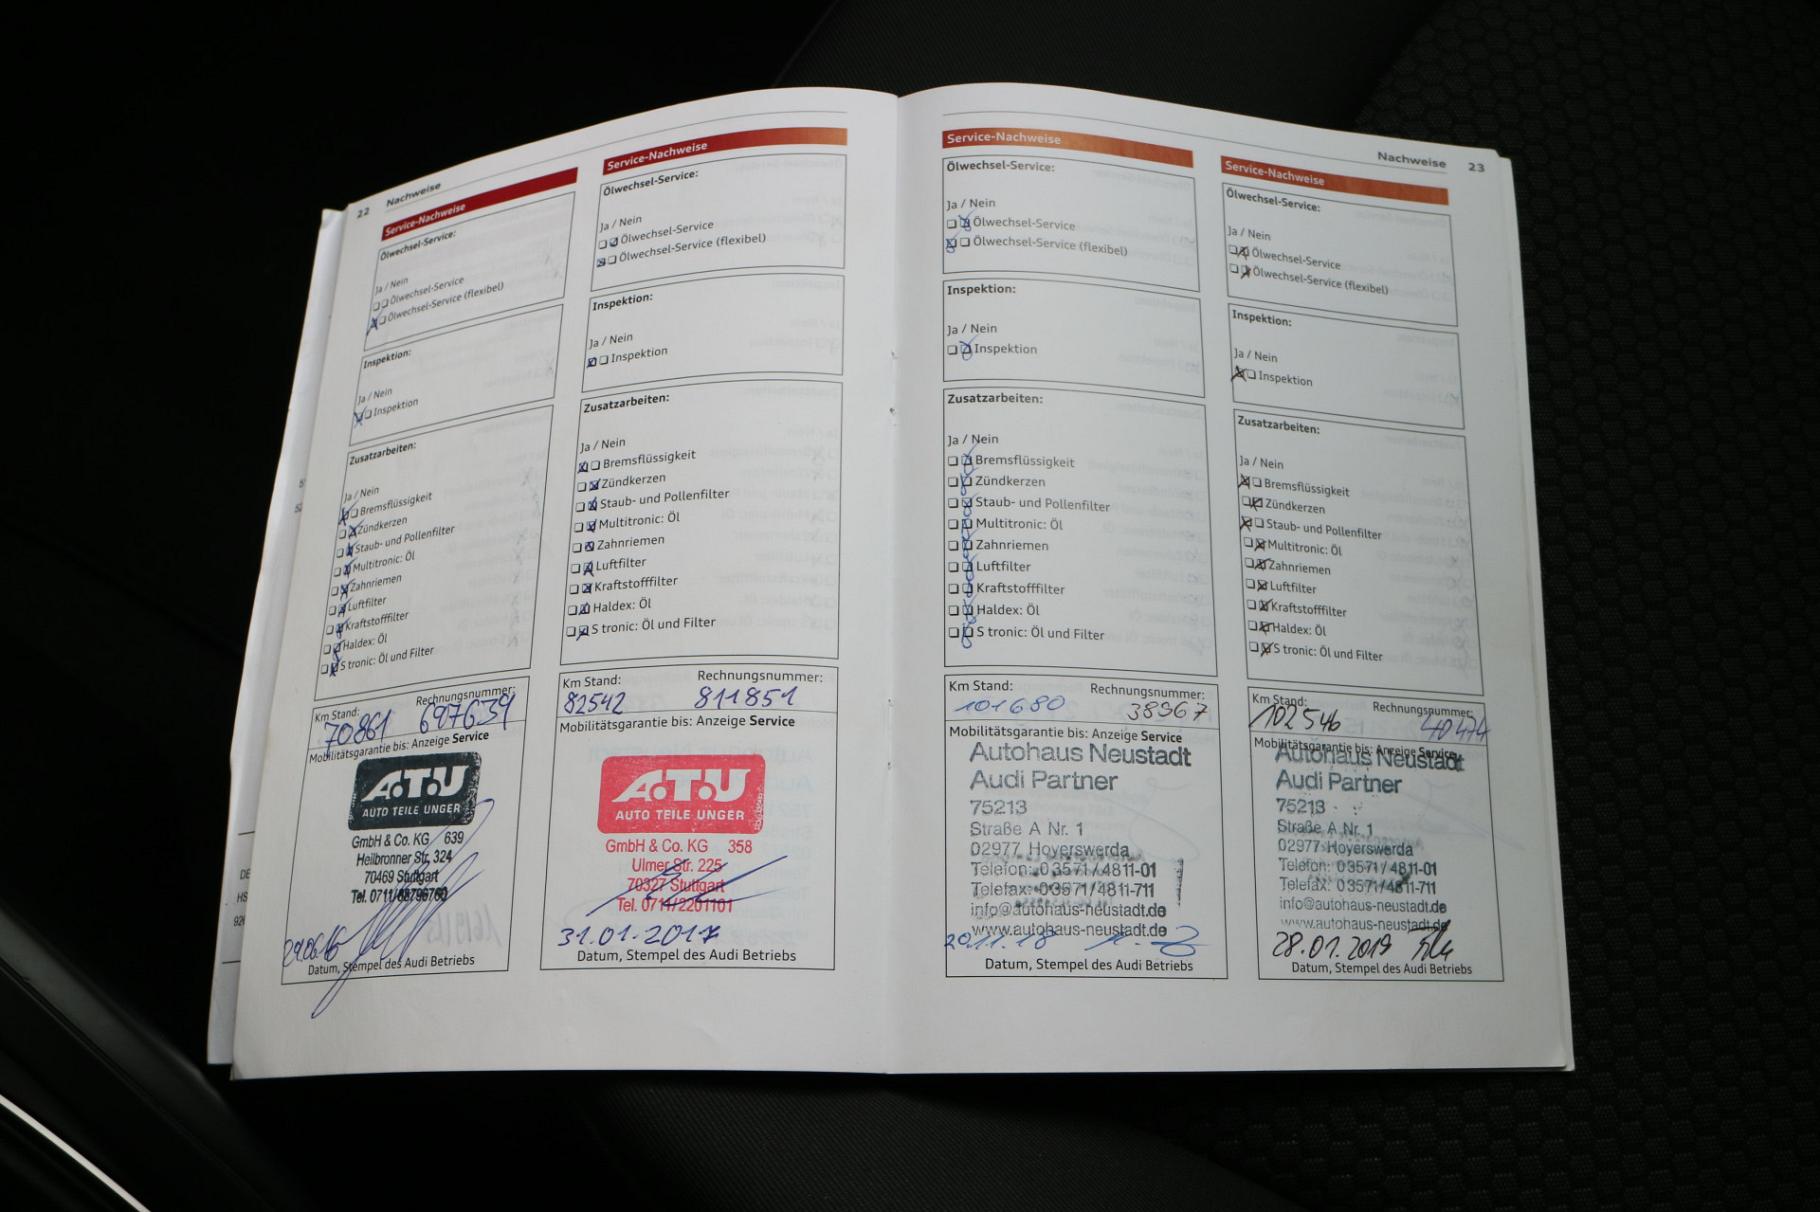 22 Nachweise
Service-Nachweise
Ölwechsel-Service:
Ja / Nein
Ölwechsel-Service
Ölwechsel-Service (flexibel)
Inspektion:
Ja / Nein
Inspektion
Zusatzarbeiten:
Ja / Nein
Bremsflüssigkeit
Zündkerzen
Staub- und Pollenfilter
Multitronic: Öl
Zahnriemen
Luftfilter
Kraftstofffilter
Haldex: Öl
S tronic: Öl und Filter
Km Stand: Rechnungsnummer:
70861 697639
Mobilitätsgarantie bis: Anzeige Service
A.T.U
AUTO TEILE UNGER
GmbH & Co. KG 639
Heilbronner Str. 324
70469 Stuttgart
Tel. 0711/
Datum, Stempel des Audi Betriebs
Service-Nachweise
Ölwechsel-Service:
Ja / Nein
Ölwechsel-Service
Ölwechsel-Service (flexibel)
Inspektion:
Ja / Nein
Inspektion
Zusatzarbeiten:
Ja / Nein
Bremsflüssigkeit
Zündkerzen
Staub- und Pollenfilter
Multitronic: Öl
Zahnriemen
Luftfilter
Kraftstofffilter
Haldex: Öl
S tronic: Öl und Filter
Km Stand: Rechnungsnummer:
82542 811851
Mobilitätsgarantie bis: Anzeige Service
A.T.U
AUTO TEILE UNGER
GmbH & Co. KG 358
Ulmer Str. 225
70327 Stuttgart
Tel. 0711/2201101
31.01.2017
Datum, Stempel des Audi Betriebs
Nachweise 23
Service-Nachweise
Ölwechsel-Service:
Ja / Nein
Ölwechsel-Service
Ölwechsel-Service (flexibel)
Inspektion:
Ja / Nein
Inspektion
Zusatzarbeiten:
Ja / Nein
Bremsflüssigkeit
Zündkerzen
Staub- und Pollenfilter
Multitronic: Öl
Zahnriemen
Luftfilter
Kraftstofffilter
Haldex: Öl
S tronic: Öl und Filter
Km Stand: Rechnungsnummer:
101680 38967
Mobilitätsgarantie bis: Anzeige Service
Autohaus Neustadt
Audi Partner
75213
Straße A Nr. 1
02977 Hoyerswerda
Telefon: 03571/4811-01
Telefax: 03571/4811-711
info@autohaus-neustadt.de
www.autohaus-neustadt.de
20.11.18
Datum, Stempel des Audi Betriebs
Service-Nachweise
Ölwechsel-Service:
Ja / Nein
Ölwechsel-Service
Ölwechsel-Service (flexibel)
Inspektion:
Ja / Nein
Inspektion
Zusatzarbeiten:
Ja / Nein
Bremsflüssigkeit
Zündkerzen
Staub- und Pollenfilter
Multitronic: Öl
Zahnriemen
Luftfilter
Kraftstofffilter
Haldex: Öl
S tronic: Öl und Filter
Km Stand: Rechnungsnummer:
102546
Mobilitätsgarantie bis: Anzeige Service
Autohaus Neustadt
Audi Partner
75213
Straße A Nr. 1
02977 Hoyerswerda
Telefon: 03571/4811-01
Telefax: 03571/4811-711
info@autohaus-neustadt.de
www.autohaus-neustadt.de
28.01.2019
Datum, Stempel des Audi Betriebs